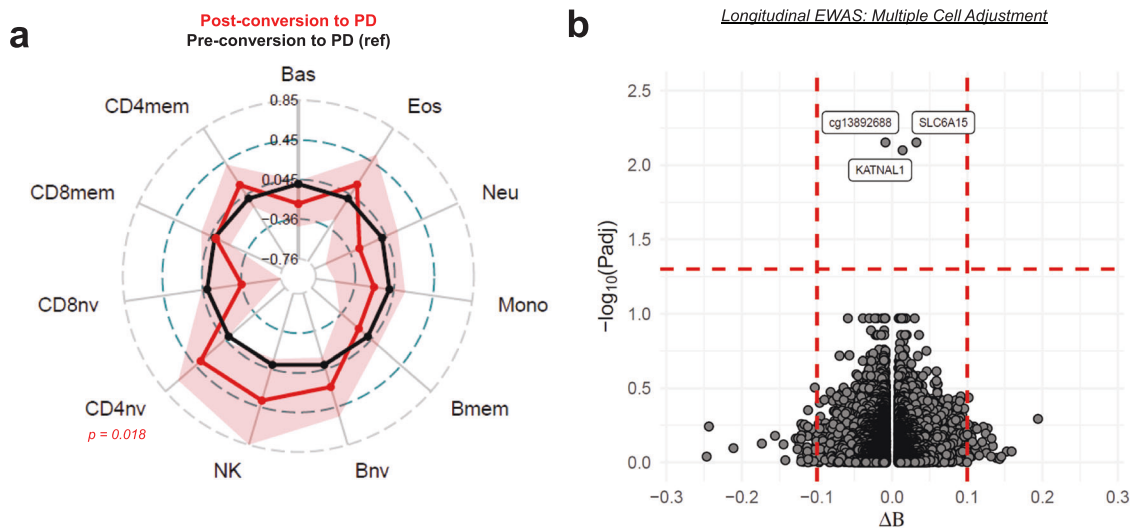 a
Post-conversion to PD
Pre-conversion to PD (ref)
Bas
Eos
Neu
Mono
Bmem
Bnv
NK
CD4nv
p = 0.018
CD8nv
CD8mem
CD4mem
0.85
0.45
0.045
−0.36
−0.76
b
Longitudinal EWAS: Multiple Cell Adjustment
cg13892688
SLC6A15
KATNAL1
−log10(Padj)
2.5
2.0
1.5
1.0
0.5
0.0
−0.3
−0.2
−0.1
0.0
0.1
0.2
0.3
ΔB